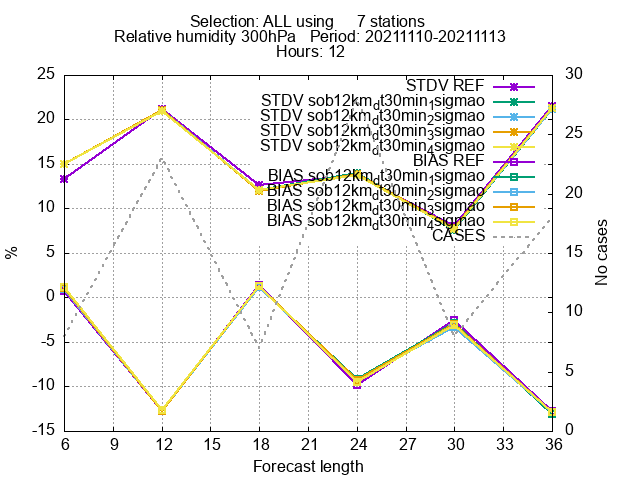 Selection: ALL using 7 stations
Relative humidity 300hPa Period: 20211110-20211113
Hours: 12
25
20
15
10
5
0
-5
-10
-15
30
25
20
15
10
5
0
STDV REF
STDV sob12km_dt30min_1sigmao
STDV sob12km_dt30min_2sigmao
STDV sob12km_dt30min_3sigmao
STDV sob12km_dt30min_4sigmao
BIAS REF
BIAS sob12km_dt30min_1sigmao
BIAS sob12km_dt30min_2sigmao
BIAS sob12km_dt30min_3sigmao
BIAS sob12km_dt30min_4sigmao
CASES
%
No cases
6 9 12 15 18 21 24 27 30 33 36
Forecast length